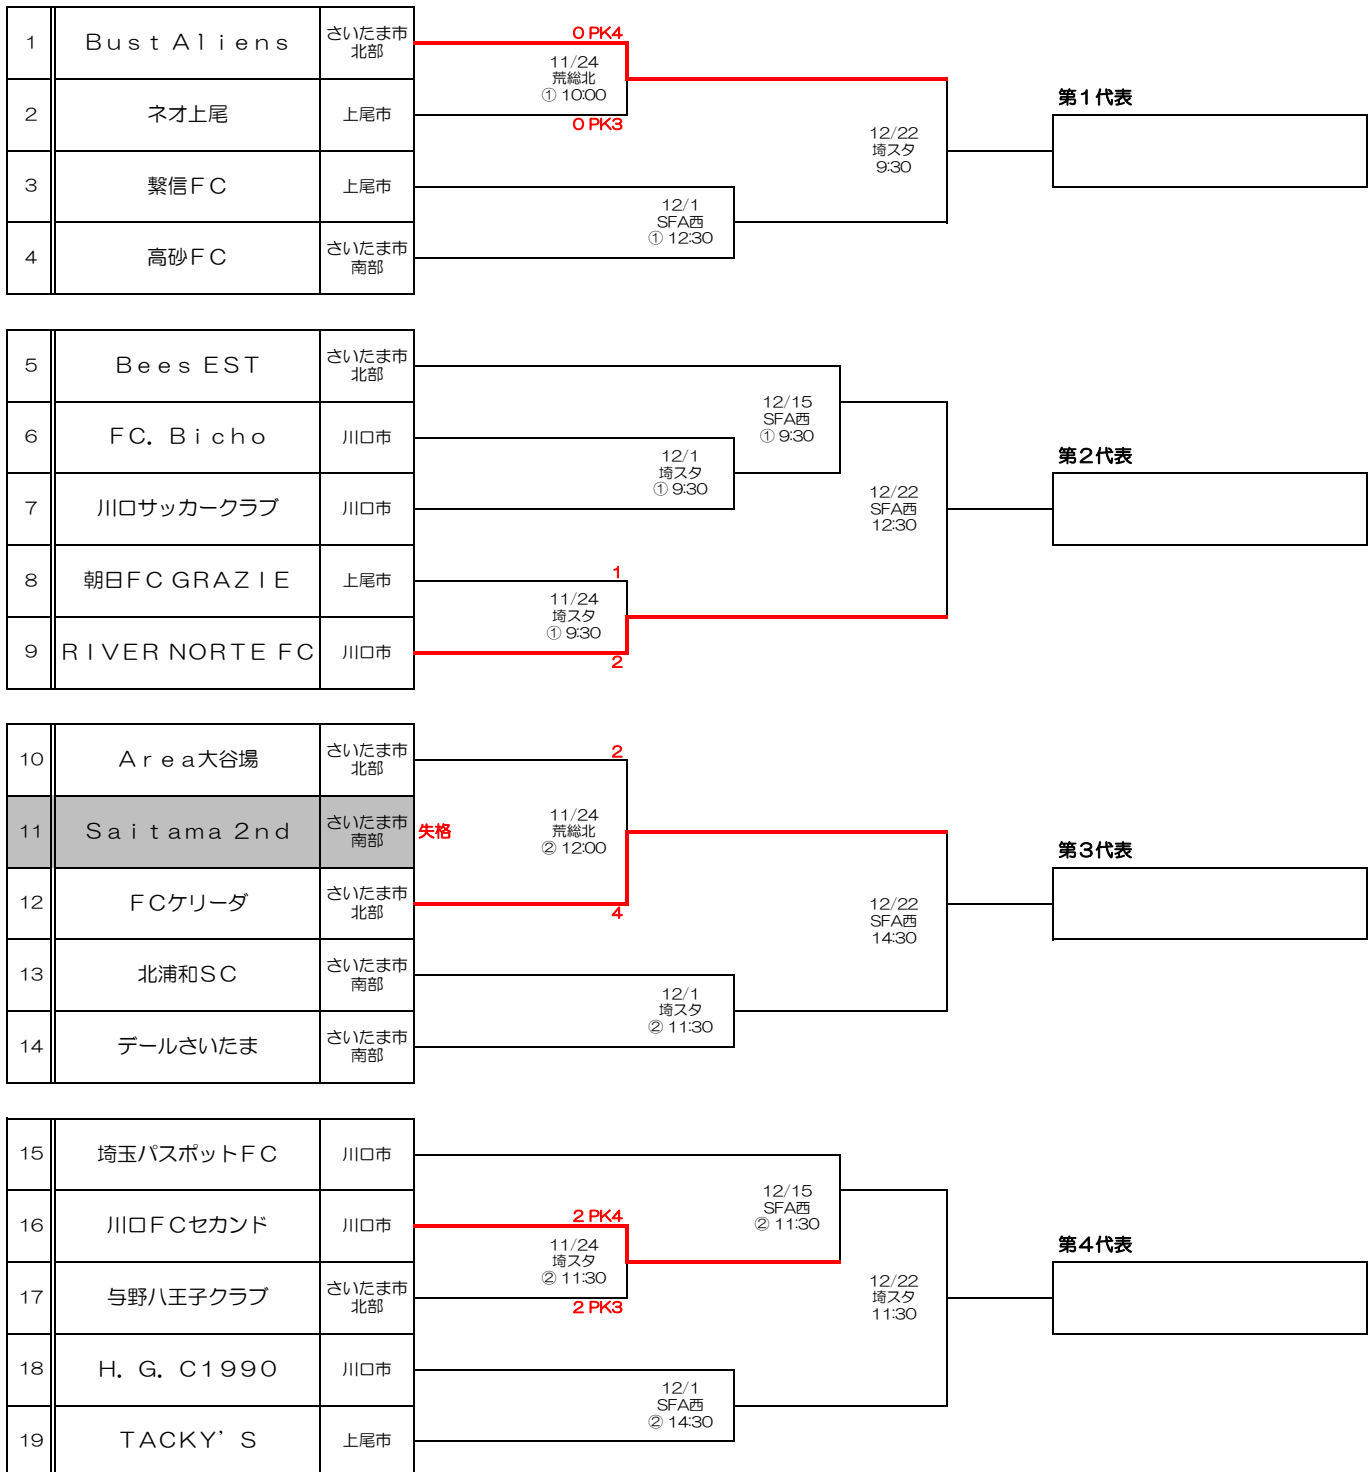 1 Bust Aliens さいたま市
北部
0 PK4
11/24
荒総北
① 10:00
2 ネオ上尾 上尾市
0 PK3
12/22
埼スタ
9:30
第1代表
3 繋信FC 上尾市
12/1
SFA西
① 12:30
4 高砂FC さいたま市
南部
5 Bees EST さいたま市
北部
12/15
SFA西
① 9:30
6 FC. Bicho 川口市
12/1
埼スタ
① 9:30
7 川口サッカークラブ 川口市
12/22
SFA西
12:30
第2代表
8 朝日FC GRAZIE 上尾市
1
11/24
埼スタ
① 9:30
9 RIVER NORTE FC 川口市
2
10 Area大谷場 さいたま市
北部
2
11 Saitama 2nd さいたま市
南部
失格
11/24
荒総北
② 12:00
12 FCケリーダ さいたま市
北部
4
12/22
SFA西
14:30
第3代表
13 北浦和SC さいたま市
南部
12/1
埼スタ
② 11:30
14 デールさいたま さいたま市
南部
15 埼玉パスポットFC 川口市
12/15
SFA西
② 11:30
16 川口FCセカンド 川口市
2 PK4
11/24
埼スタ
② 11:30
17 与野八王子クラブ さいたま市
北部
2 PK3
12/22
埼スタ
11:30
第4代表
18 H. G. C1990 川口市
12/1
SFA西
② 14:30
19 TACKY'S 上尾市